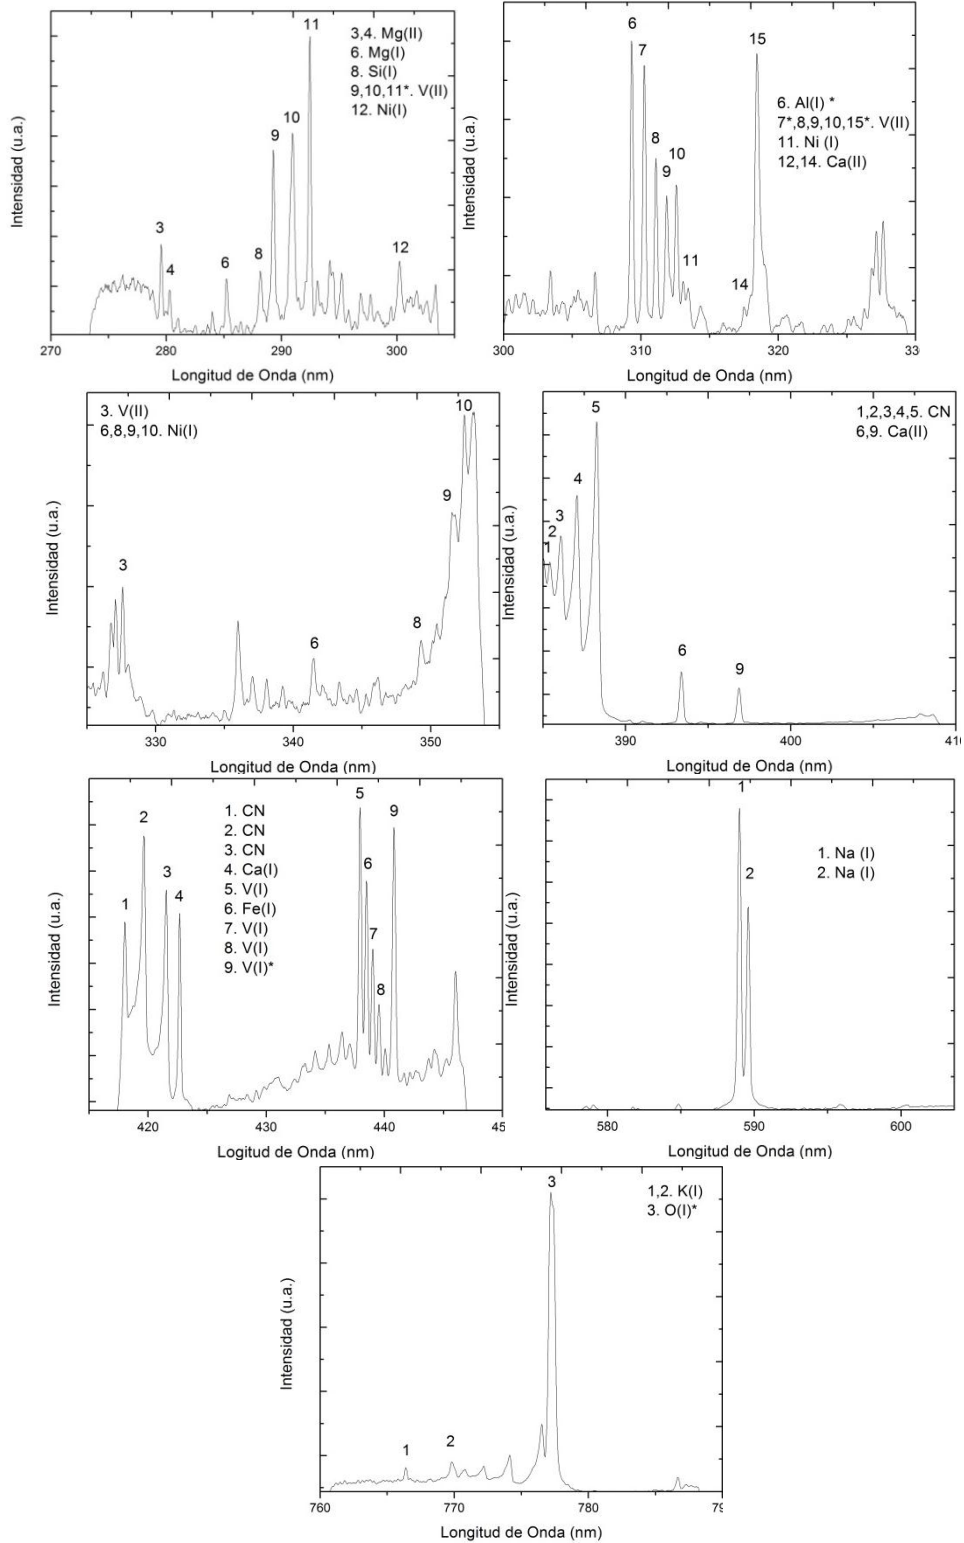 3,4. Mg(II)
6. Mg(I)
8. Si(I)
9,10,11*. V(II)
12. Ni(I)
3
4
6
8
9
10
11
12
Intensidad (u.a.)
270 280 290 300
Longitud de Onda (nm)
6. Al(I) *
7*,8,9,10,15*. V(II)
11. Ni (I)
12,14. Ca(II)
6
7
8
9
10
11
14
15
Intensidad (u.a.)
300 310 320 33
Longitud de Onda (nm)
3. V(II)
6,8,9,10. Ni(I)
3
6
8
9
10
Intensidad (u.a.)
330 340 350
Longitud de Onda (nm)
1,2,3,4,5. CN
6,9. Ca(II)
1
2
3
4
5
6
9
Intensidad (u.a.)
390 400 410
Longitud de Onda (nm)
1. CN
2. CN
3. CN
4. Ca(I)
5. V(I)
6. Fe(I)
7. V(I)
8. V(I)
9. V(I)*
1
2
3
4
5
6
7
8
9
Intensidad (u.a.)
420 430 440 45
Logitud de Onda (nm)
1. Na (I)
2. Na (I)
1
2
Intensidad (u.a.)
580 590 600
Longitud de Onda (nm)
1,2. K(I)
3. O(I)*
1
2
3
Intensidad (u.a.)
760 770 780 79
Longitud de Onda (nm)